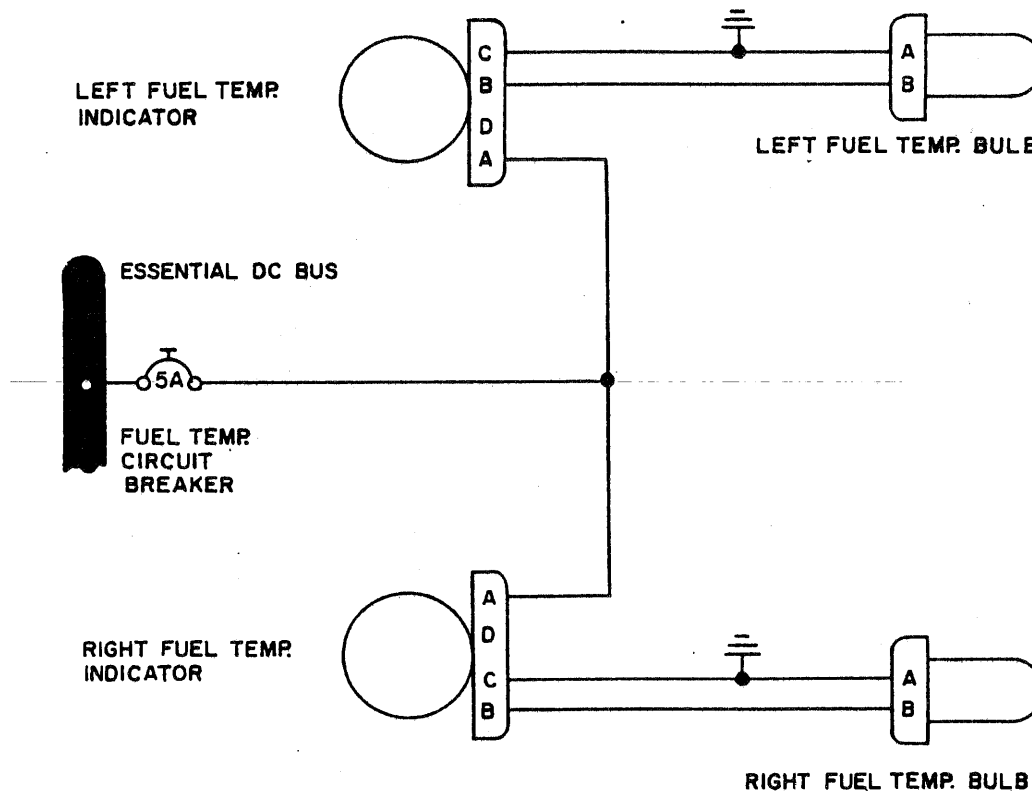 C
B
D
A
A
B
LEFT FUEL TEMP.
INDICATOR
LEFT FUEL TEMP. BULB
ESSENTIAL DC BUS
5A
FUEL TEMP.
CIRCUIT
BREAKER
A
D
C
B
A
B
RIGHT FUEL TEMP.
INDICATOR
RIGHT FUEL TEMP. BULB